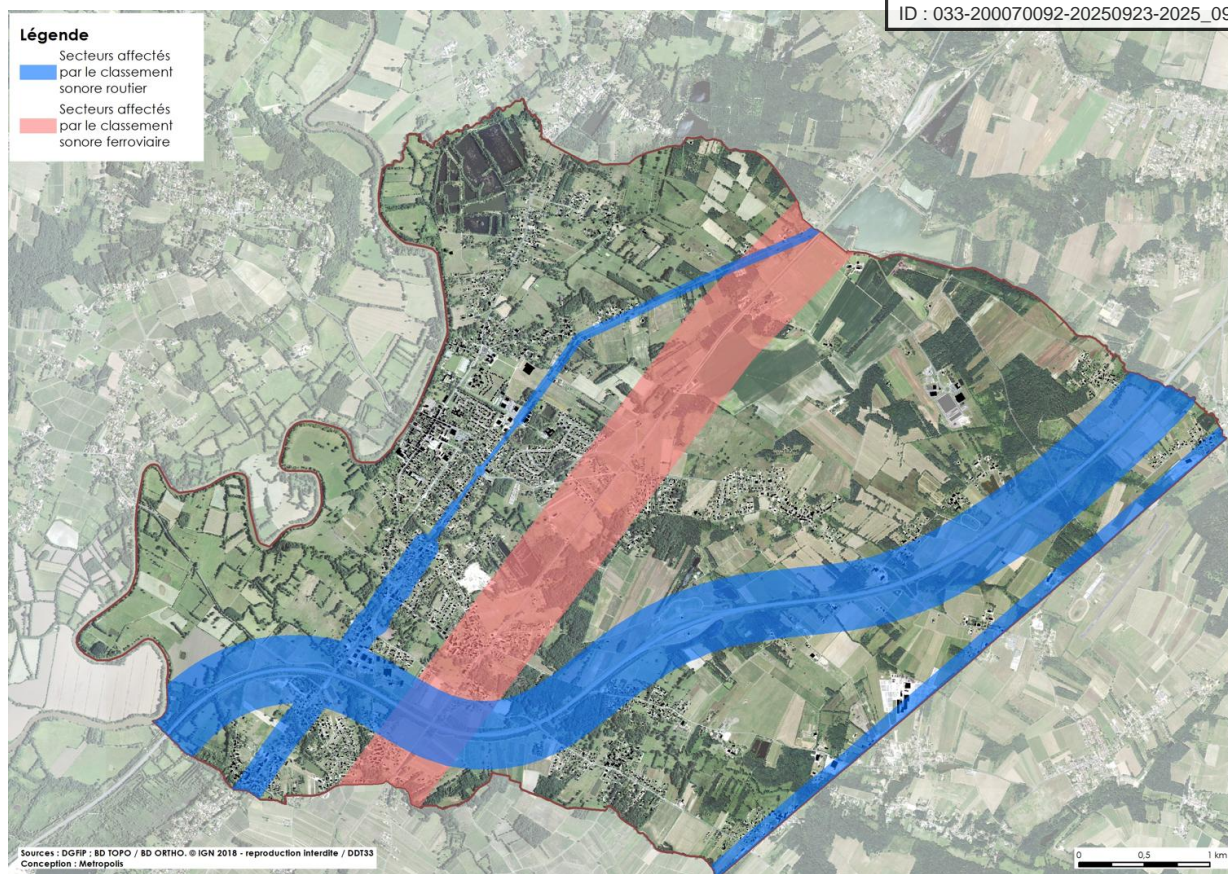 ID : 033-200070092-20250923-2025_09
Légende
Secteurs affectés
par le classement
sonore routier
Secteurs affectés
par le classement
sonore ferroviaire
Sources : DGFiP ; BD TOPO / BD ORTHO. © IGN 2018 - reproduction interdite / DDT33
Conception : Metropolis
0 0,5 1 km